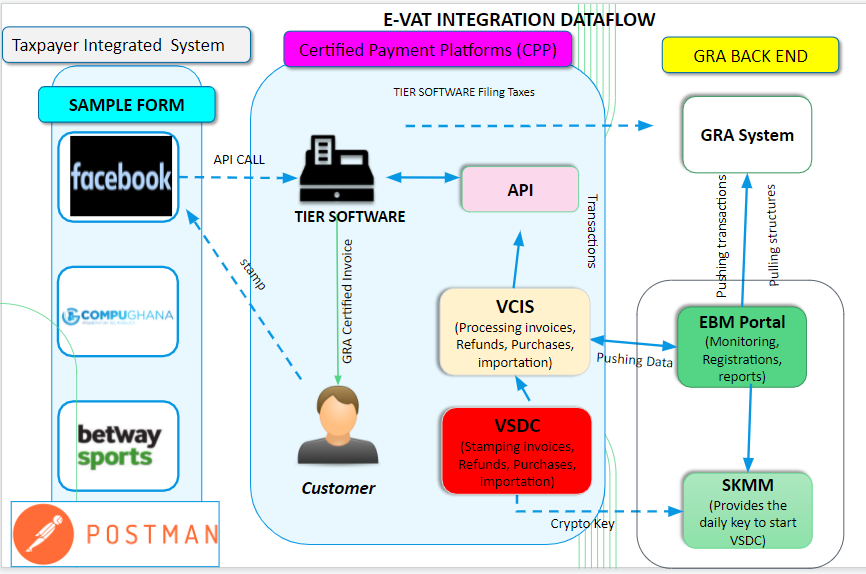 E-VAT INTEGRATION DATAFLOW
Taxpayer Integrated System
Certified Payment Platforms (CPP)
GRA BACK END
SAMPLE FORM
facebook
COMPUGHANA
betway
sports
POSTMAN
API CALL
stamp
TIER SOFTWARE Filing Taxes
TIER SOFTWARE
GRA Certified Invoice
Customer
API
Transactions
VCIS
(Processing invoices,
Refunds, Purchases,
importation)
Pushing Data
VSDC
(Stamping invoices,
Refunds, Purchases,
importation)
Crypto Key
GRA System
Pushing transactions
Pulling structures
EBM Portal
(Monitoring,
Registrations,
reports)
SKMM
(Provides the
daily key to start
VSDC)